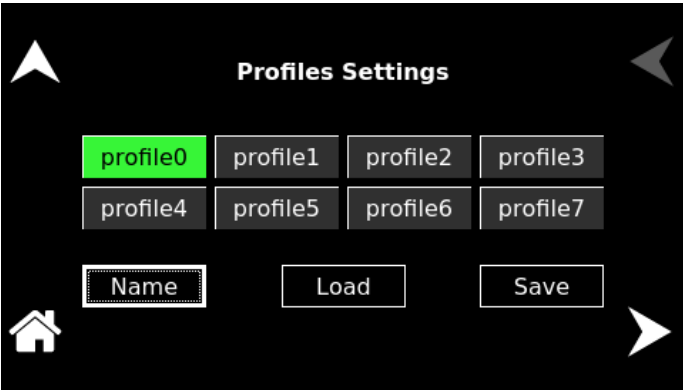 Profiles Settings
profile0 profile1 profile2 profile3
profile4 profile5 profile6 profile7
Name Load Save